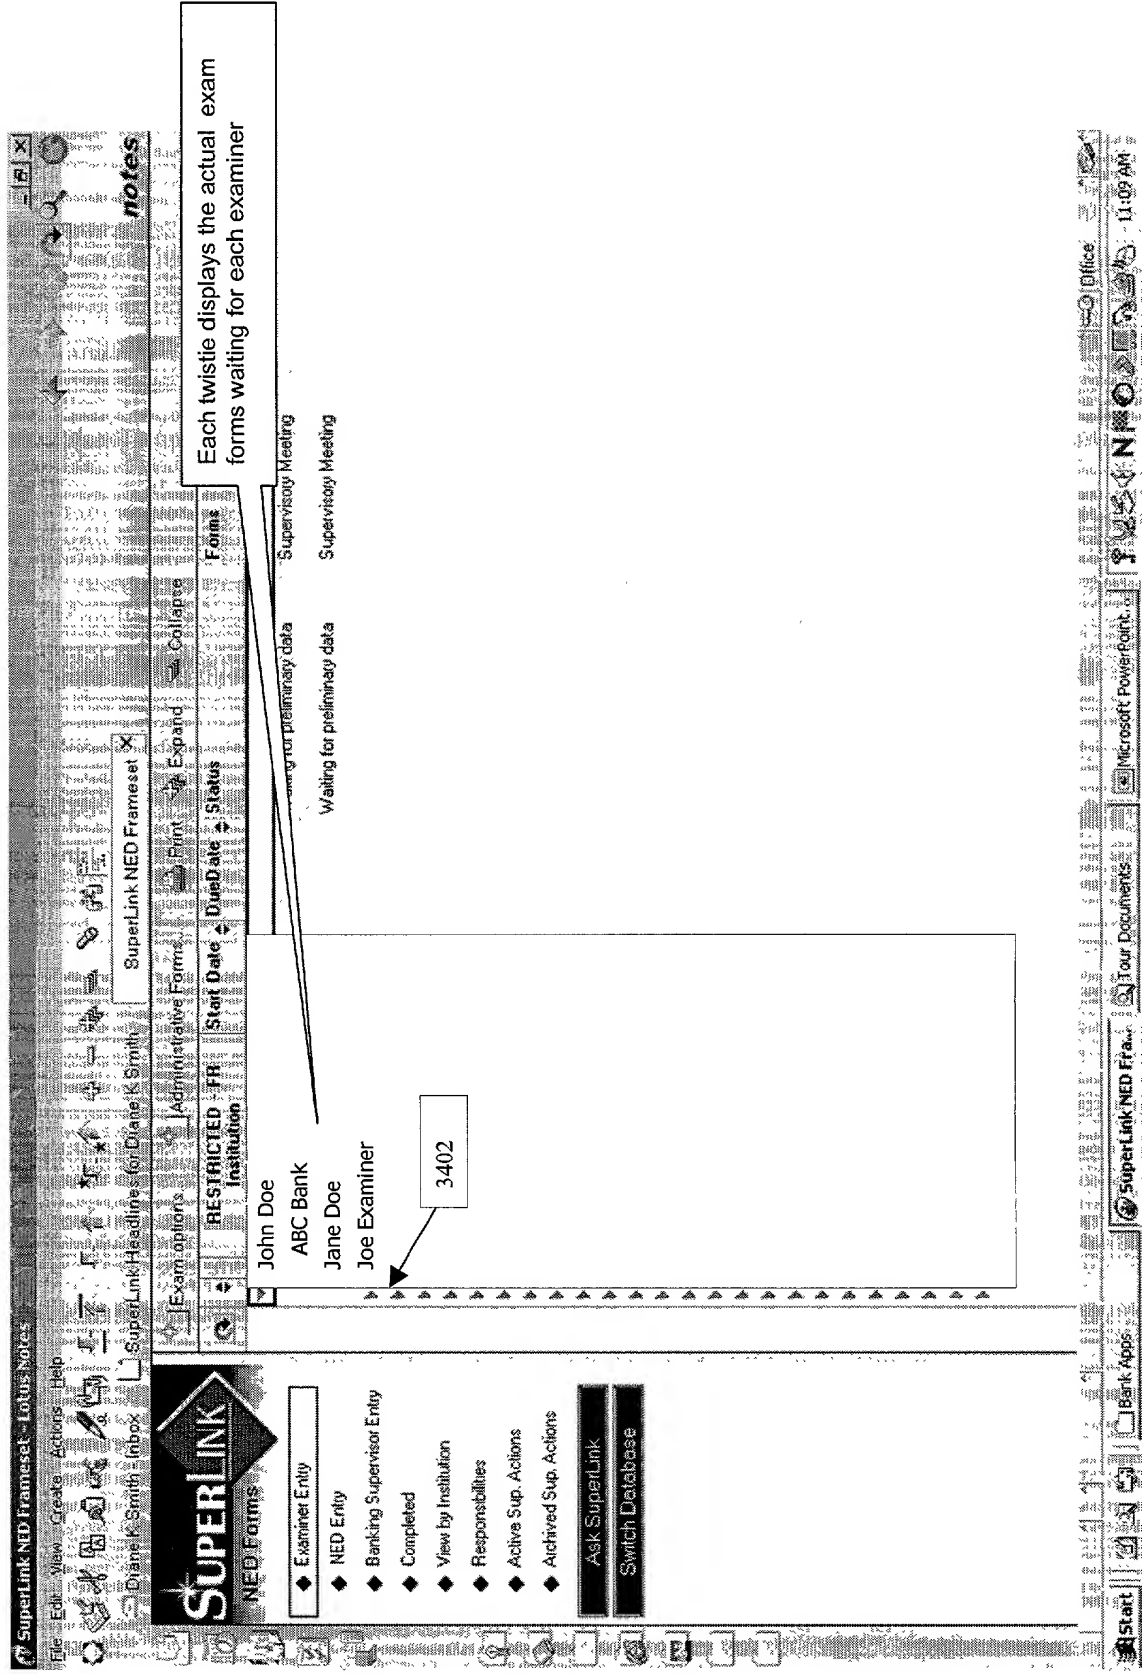 SuperLink NED Frameset - Lotus Notes
File Edit View Create Actions Help
Diane K Smith - Inbox
SuperLink Headlines for Diane K Smith
SuperLink NED Frameset
notes
Exam options
Administrative Forms
Print
Expand
Collapse
RESTRICTED - FR
Institution
Start Date
DueDate
Status
Forms
Each twistie displays the actual exam
forms waiting for each examiner
SUPERLINK
NED Forms
Examiner Entry
NED Entry
Banking Supervisor Entry
Completed
View by Institution
Responsibilities
Active Sup. Actions
Archived Sup. Actions
Ask SuperLink
Switch Database
John Doe
ABC Bank
Jane Doe
Joe Examiner
3402
for preliminary data
Supervisory Meeting
Waiting for preliminary data
Supervisory Meeting
Office
Start
Bank Apps
SuperLink NED Fra...
Tour Documents
Microsoft PowerPoint...
11:09 AM